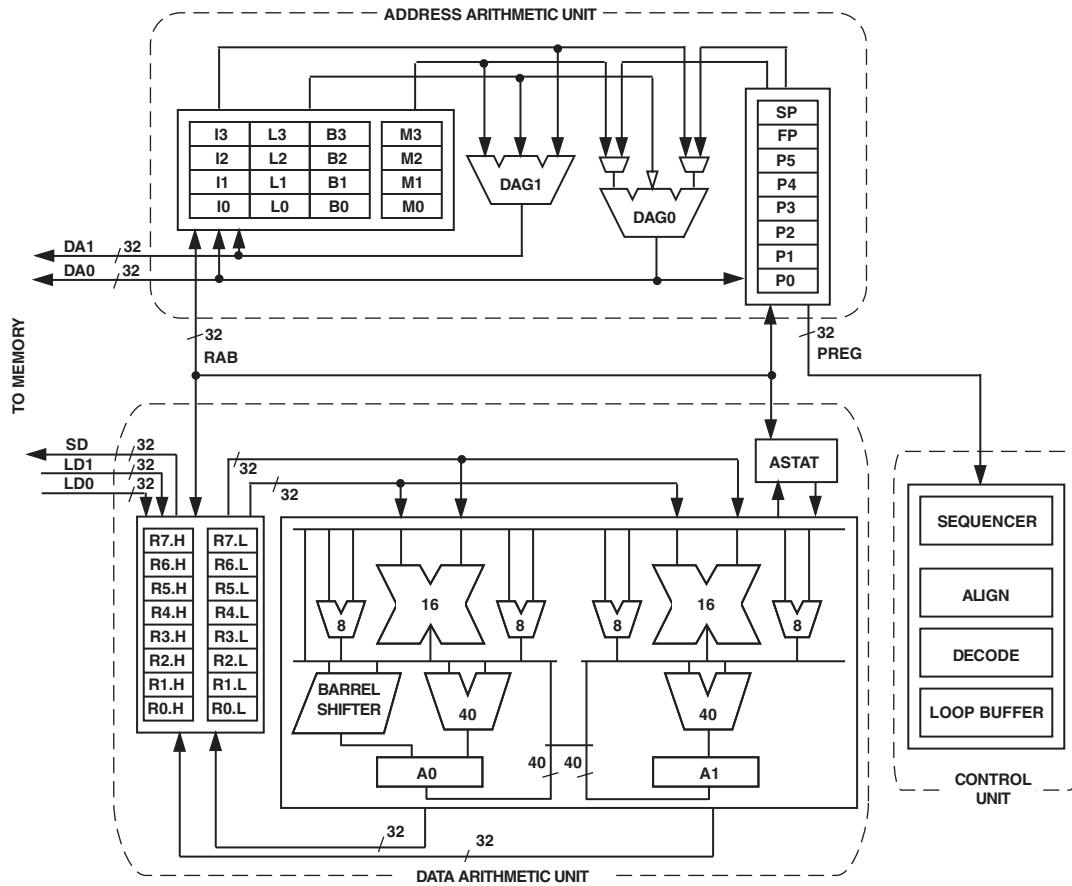 ADDRESS ARITHMETIC UNIT
SP
FP
P5
P4
P3
P2
P1
P0
I3 L3 B3 M3
I2 L2 B2 M2
I1 L1 B1 M1
I0 L0 B0 M0
DAG1
DAG0
DA1 32
DA0 32
32
RAB
32
PREG
TO MEMORY
SD 32
LD1 32
LD0 32
32
32
ASTAT
R7.H R7.L
R6.H R6.L
R5.H R5.L
R4.H R4.L
R3.H R3.L
R2.H R2.L
R1.H R1.L
R0.H R0.L
8 16 8 8 16 8
BARREL
SHIFTER
40 40
40 40
A0 A1
32
32
DATA ARITHMETIC UNIT
SEQUENCER
ALIGN
DECODE
LOOP BUFFER
CONTROL
UNIT